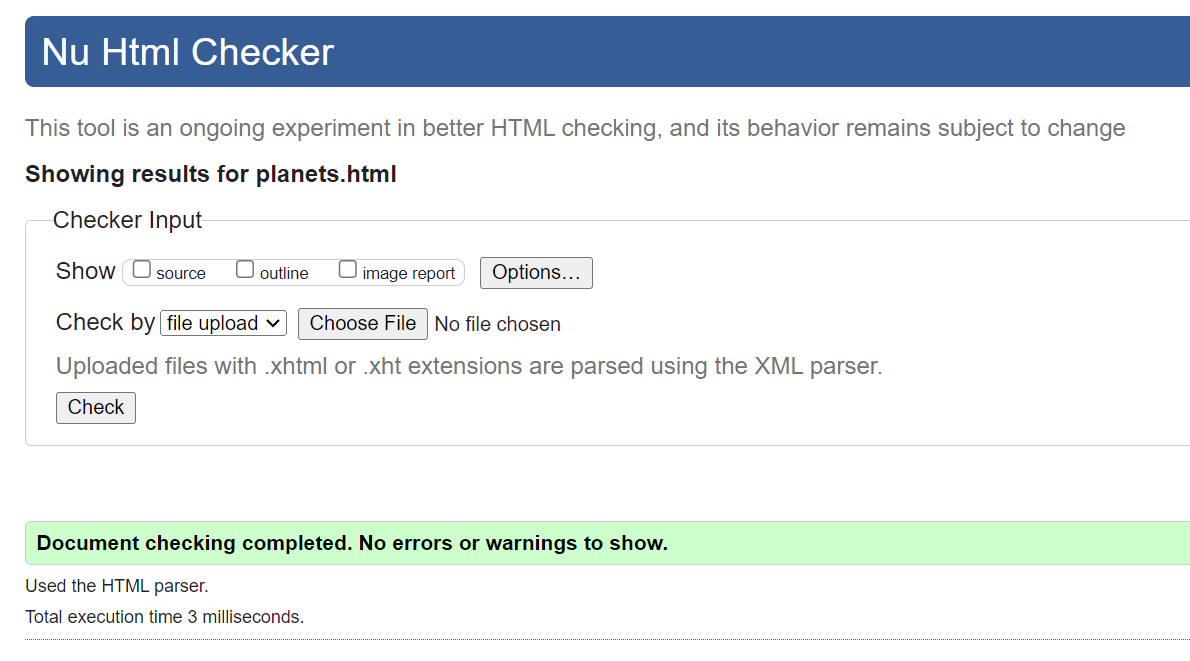 Nu Html Checker
This tool is an ongoing experiment in better HTML checking, and its behavior remains subject to change
Showing results for planets.html
Checker Input
Show source outline image report Options...
Check by file upload Choose File No file chosen
Uploaded files with .xhtml or .xht extensions are parsed using the XML parser.
Check
Document checking completed. No errors or warnings to show.
Used the HTML parser.
Total execution time 3 milliseconds.